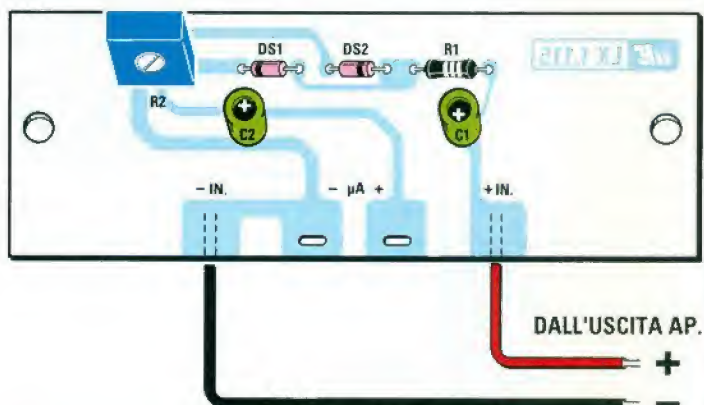 DS1 DS2 R1
R2
C2 C1
− IN. − µA + + IN.
DALL'USCITA AP.
+
−